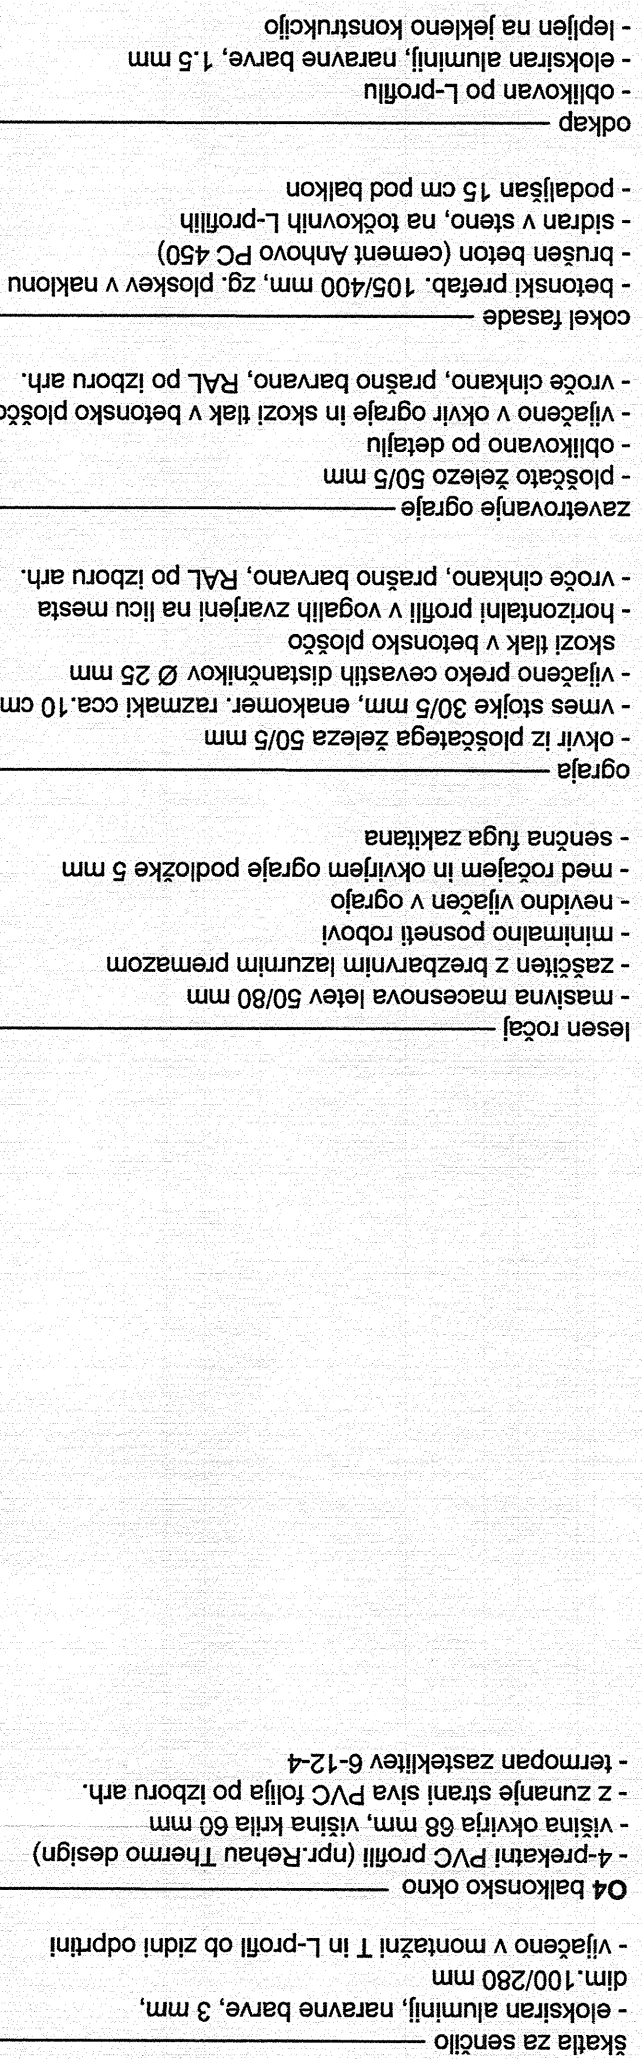 škatla za senčilo
- eloksiran aluminij, naravne barve, 3 mm,
dim.100/280 mm
- vijačeno v montažni T in L-profil ob zidni odprtini
O4 balkonsko okno
- 4-prekatni PVC profili (npr.Rehau Thermo design)
- višina okvirja 68 mm, višina krila 60 mm
- z zunanje strani siva PVC folija po izboru arh.
- termopan zasteklitev 6-12-4
lesen ročaj
- masivna macesnova letev 50/80 mm
- zaščiten z brezbarvnim lazurnim premazom
- minimalno posneti robovi
- nevidno vijačen v ograjo
- med ročajem in okvirjem ograje podložke 5 mm
- senčna fuga zakitana
ograja
- okvir iz ploščatega železa 50/5 mm
- vmes stojke 30/5 mm, enakomer. razmaki cca.10 cm
- vijačeno preko cevastih distančnikov Ø 25 mm
skozi tlak v betonsko ploščo
- horizontalni profili v vogalih zvarjeni na licu mesta
- vroče cinkano, prašno barvano, RAL po izboru arh.
zavetrovanje ograje
- ploščato železo 50/5 mm
- oblikovano po detajlu
- vijačeno v okvir ograje in skozi tlak v betonsko ploščo
- vroče cinkano, prašno barvano, RAL po izboru arh.
cokel fasade
- betonski prefab. 105/400 mm, zg. ploskev v naklonu
- brušen beton (cement Anhovo PC 450)
- sidran v steno, na točkovnih L-profilih
- podaljšan 15 cm pod balkon
odkap
- oblikovan po L-profilu
- eloksiran aluminij, naravne barve, 1.5 mm
- lepljen na jekleno konstrukcijo